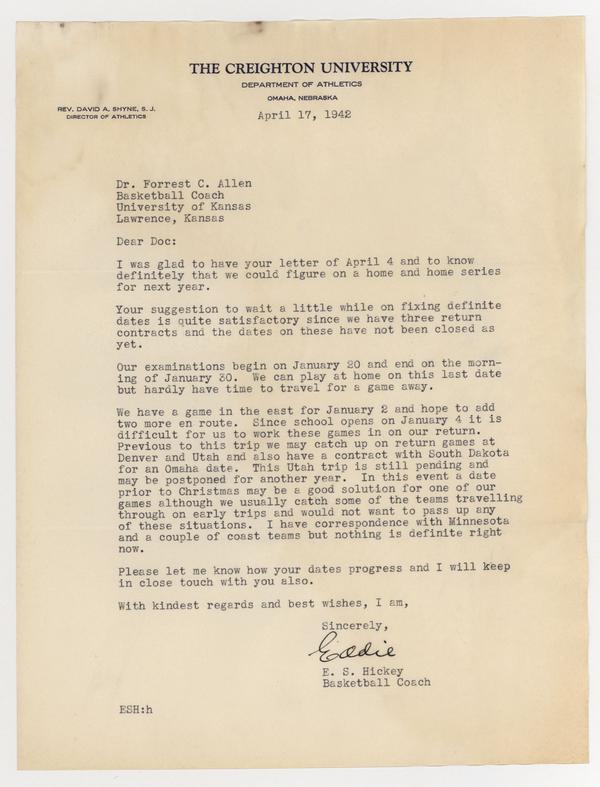 THE CREIGHTON UNIVERSITY
DEPARTMENT OF ATHLETICS
OMAHA, NEBRASKA
REV. DAVID A. SHYNE, S. J.
DIRECTOR OF ATHLETICS
April 17, 1942
Dr. Forrest C. Allen
Basketball Coach
University of Kansas
Lawrence, Kansas
Dear Doc:
I was glad to have your letter of April 4 and to know
definitely that we could figure on a home and home series
for next year.
Your suggestion to wait a little while on fixing definite
dates is quite satisfactory since we have three return
contracts and the dates on these have not been closed as
yet.
Our examinations begin on January 20 and end on the morn-
ing of January 30. We can play at home on this last date
but hardly have time to travel for a game away.
We have a game in the east for January 2 and hope to add
two more en route. Since school opens on January 4 it is
difficult for us to work these games in on our return.
Previous to this trip we may catch up on return games at
Denver and Utah and also have a contract with South Dakota
for an Omaha date. This Utah trip is still pending and
may be postponed for another year. In this event a date
prior to Christmas may be a good solution for one of our
games although we usually catch some of the teams travelling
through on early trips and would not want to pass up any
of these situations. I have correspondence with Minnesota
and a couple of coast teams but nothing is definite right
now.
Please let me know how your dates progress and I will keep
in close touch with you also.
With kindest regards and best wishes, I am,
Sincerely,
Eddie
E. S. Hickey
Basketball Coach
ESH:h